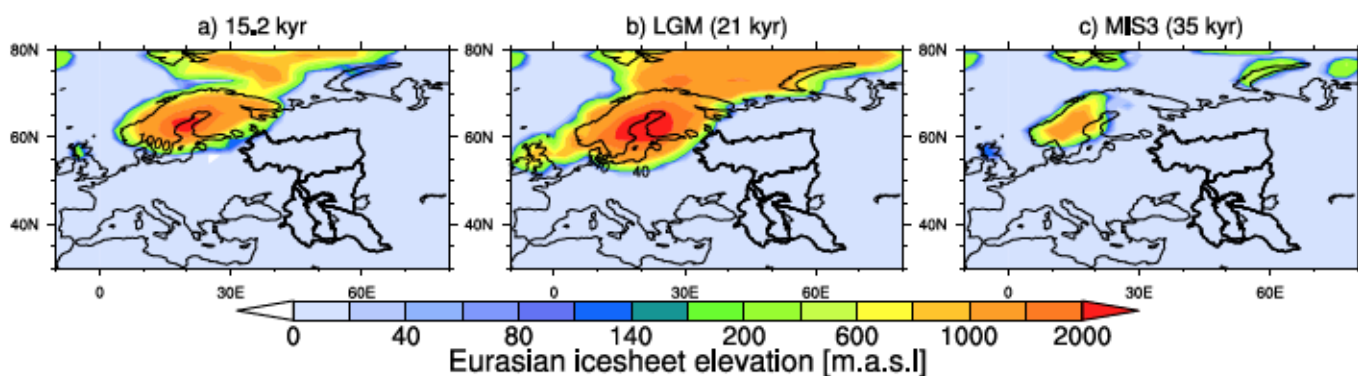 a) 15.2 kyr
b) LGM (21 kyr)
c) MIS3 (35 kyr)
80N
80N
80N
60N
60N
60N
40N
40N
40N
1000
40
0
30E
60E
0
30E
60E
0
30E
60E
0
40
80
140
200
600
1000
2000
Eurasian icesheet elevation [m.a.s.l]